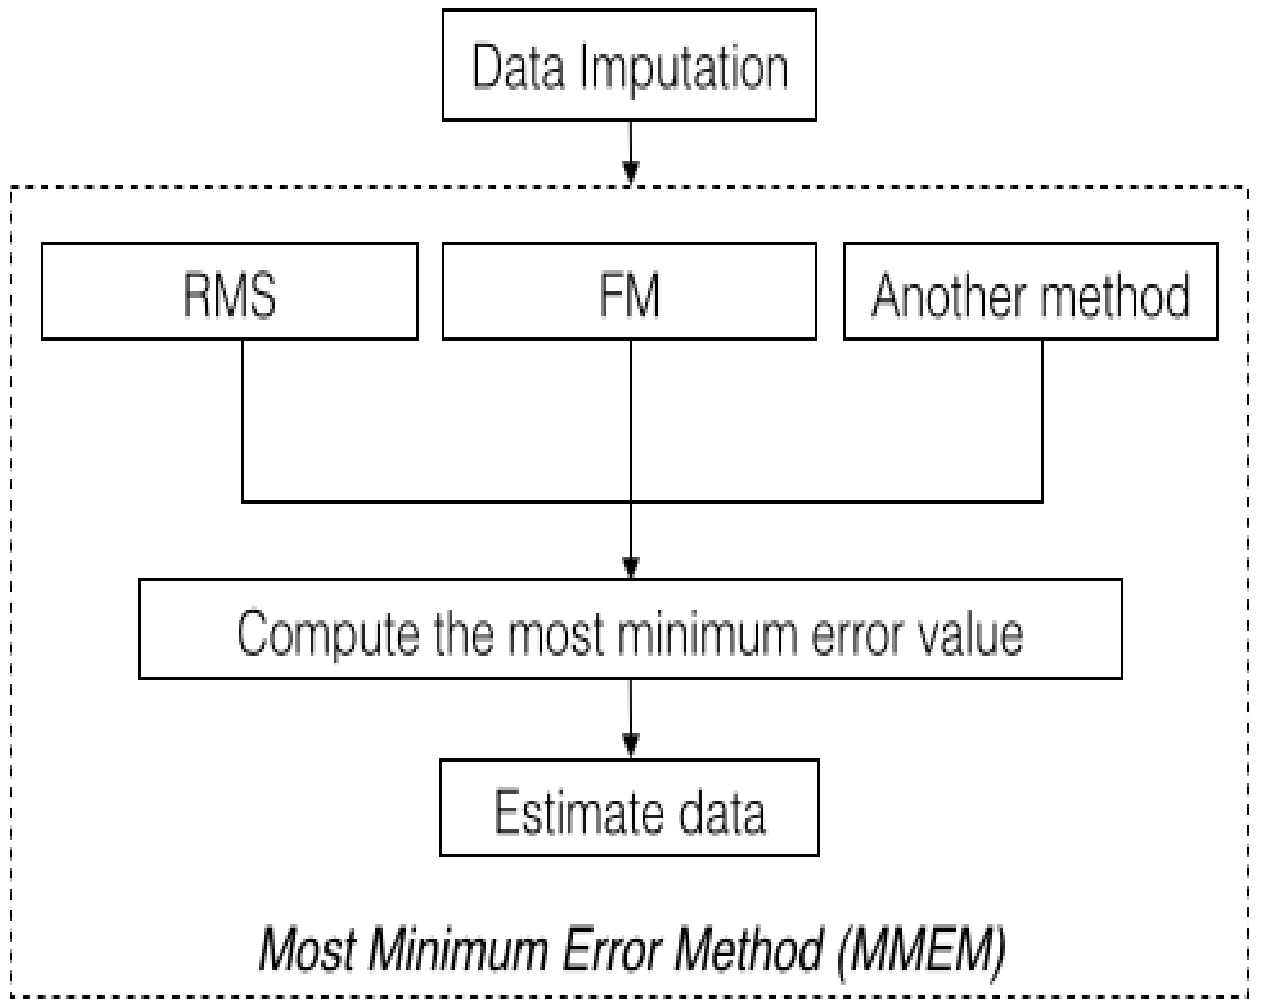 Data Imputation
RMS
FM
Another method
Compute the most minimum error value
Estimate data
Most Minimum Error Method (MMEM)